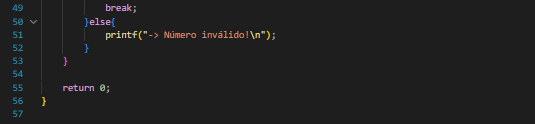 49 break;
50 }else{
51 printf("-> Número inválido!\n");
52 }
53 }
54
55 return 0;
56 }
57